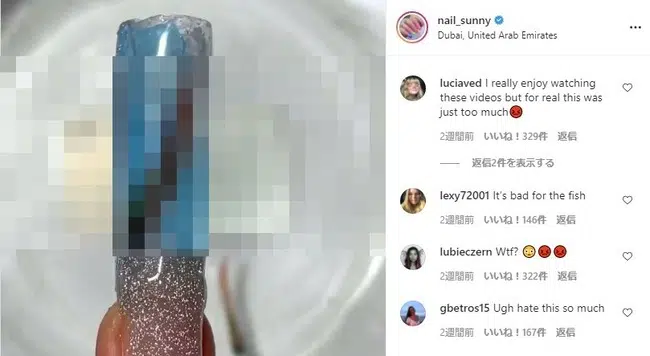 nail_sunny
Dubai, United Arab Emirates
luciaved I really enjoy watching
these videos but for real this was
just too much😡
2週間前 いいね！329件 返信
返信2件を表示する
lexy72001 It's bad for the fish
2週間前 いいね！146件 返信
lubieczern Wtf? 😳😡😡
2週間前 いいね！322件 返信
gbetros15 Ugh hate this so much
2週間前 いいね！167件 返信